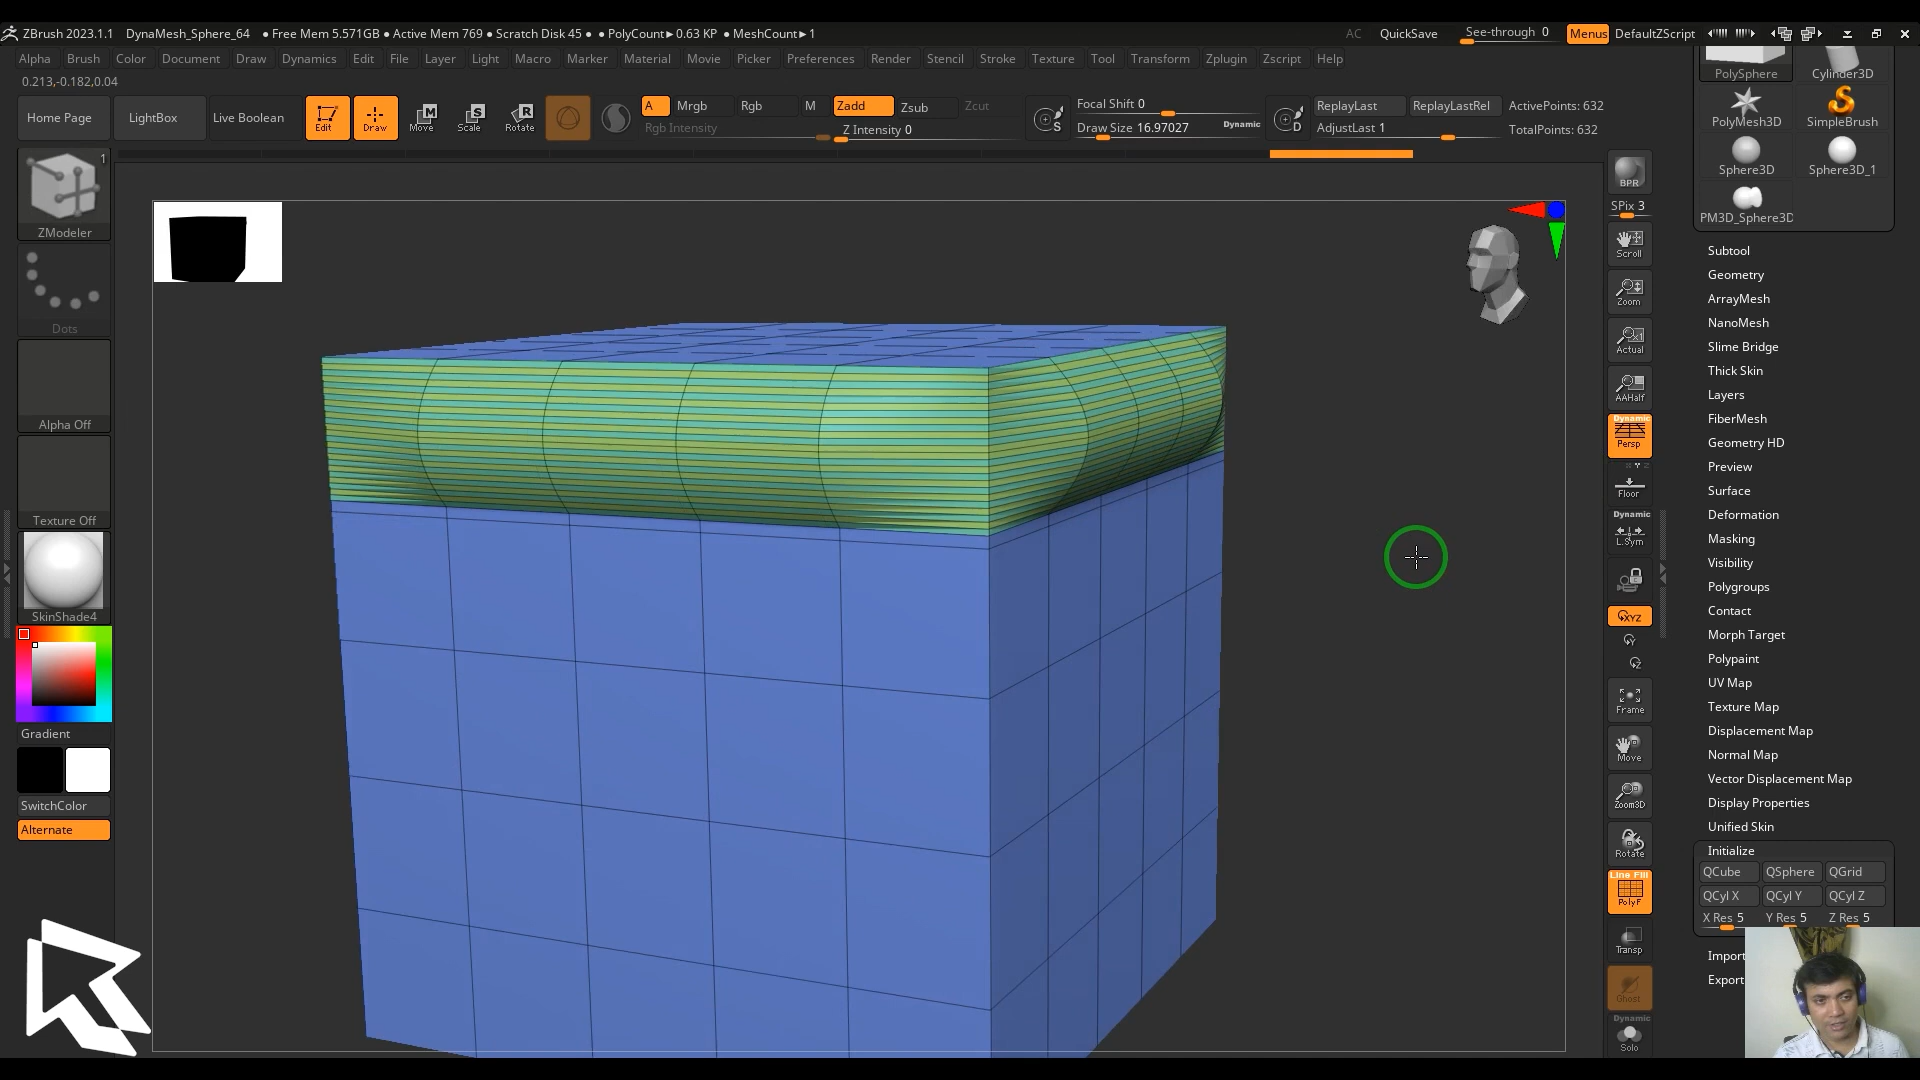 ZBrush 2023.1.1 DynaMesh_Sphere_64 ● Free Mem 5.571GB ● Active Mem 769 ● Scratch Disk 45 ● ● PolyCount► 0.63 KP ● MeshCount► 1 AC QuickSave See-through 0 Menus DefaultZScript
Alpha Brush Color Document Draw Dynamics Edit File Layer Light Macro Marker Material Movie Picker Preferences Render Stencil Stroke Texture Tool Transform Zplugin Zscript Help
0.213,-0.182,0.04
Home Page LightBox Live Boolean Edit Draw Move Scale Rotate
A Mrgb Rgb M Zadd Zsub Zcut
Rgb Intensity Z Intensity 0
S Focal Shift 0
Draw Size 16.97027 Dynamic
D ReplayLast ReplayLastRel ActivePoints: 632
AdjustLast 1 TotalPoints: 632
1
ZModeler
Dots
Alpha Off
Texture Off
SkinShade4
Gradient
SwitchColor
Alternate
BPR
SPix 3
Scroll
Zoom
Actual
AAHalf
Dynamic
Persp
Floor
Dynamic
L.Sym
XYZ
Y
Z
Frame
Move
Zoom3D
Rotate
Line Fill
PolyF
Transp
Ghost
Dynamic
Solo
PolySphere Cylinder3D
PolyMesh3D SimpleBrush
Sphere3D Sphere3D_1
PM3D_Sphere3D
Subtool
Geometry
ArrayMesh
NanoMesh
Slime Bridge
Thick Skin
Layers
FiberMesh
Geometry HD
Preview
Surface
Deformation
Masking
Visibility
Polygroups
Contact
Morph Target
Polypaint
UV Map
Texture Map
Displacement Map
Normal Map
Vector Displacement Map
Display Properties
Unified Skin
Initialize
QCube QSphere QGrid
QCyl X QCyl Y QCyl Z
X Res 5 Y Res 5 Z Res 5
Import
Export